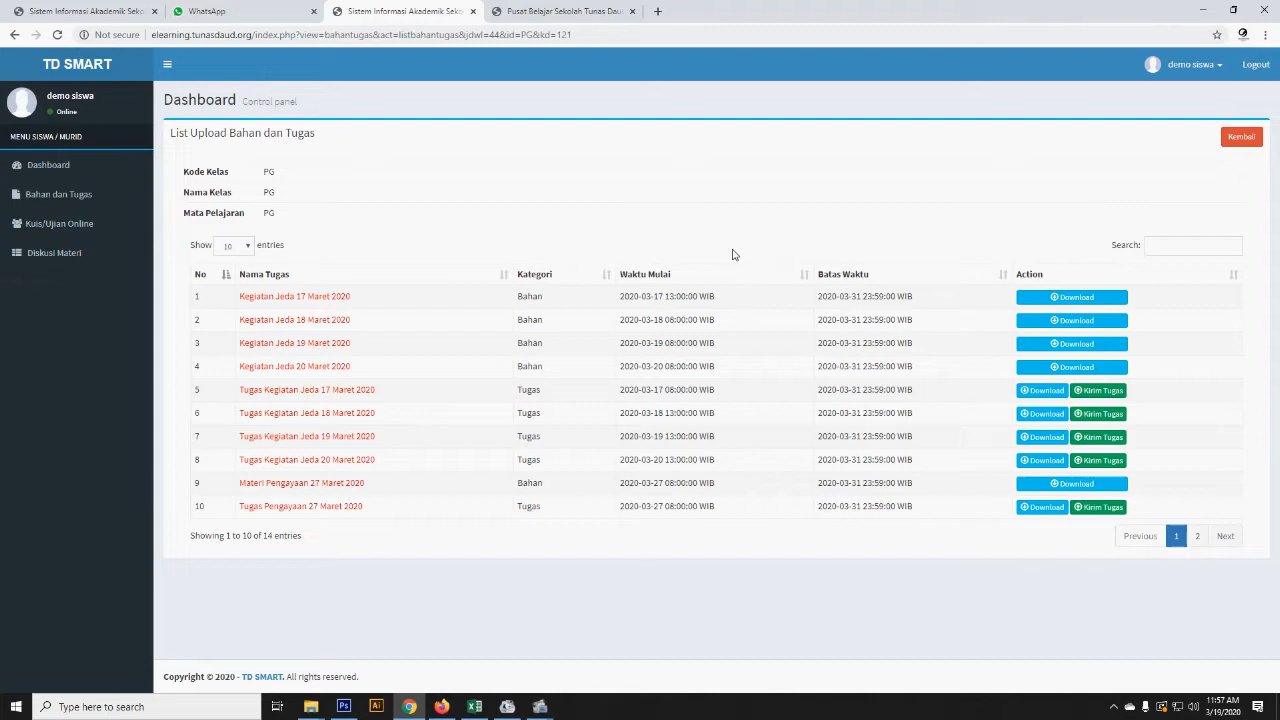 Sistem Informasi Akademik Seko
WhatsApp
Sistem Informasi Akademik Seko
Pusat Belajar Sekolah Tunas Dau
Not secure
elearning.tunasdaud.org/index.php?view=bahantugas&act=listbahantugas&jdwl=44&id=PG&kd=121
TD SMART
demo siswa
Logout
demo siswa
Online
MENU SISWA / MURID
Dashboard
Bahan dan Tugas
Kuis/Ujian Online
Diskusi Materi
Dashboard Control panel
List Upload Bahan dan Tugas
Kembali
Kode Kelas PG
Nama Kelas PG
Mata Pelajaran PG
Show 10 entries
Search:
No Nama Tugas Kategori Waktu Mulai Batas Waktu Action
1 Kegiatan Jeda 17 Maret 2020 Bahan 2020-03-17 13:00:00 WIB 2020-03-31 23:59:00 WIB Download
2 Kegiatan Jeda 18 Maret 2020 Bahan 2020-03-18 08:00:00 WIB 2020-03-31 23:59:00 WIB Download
3 Kegiatan Jeda 19 Maret 2020 Bahan 2020-03-19 08:00:00 WIB 2020-03-31 23:59:00 WIB Download
4 Kegiatan Jeda 20 Maret 2020 Bahan 2020-03-20 08:00:00 WIB 2020-03-31 23:59:00 WIB Download
5 Tugas Kegiatan Jeda 17 Maret 2020 Tugas 2020-03-17 08:00:00 WIB 2020-03-31 23:59:00 WIB Download Kirim Tugas
6 Tugas Kegiatan Jeda 18 Maret 2020 Tugas 2020-03-18 13:00:00 WIB 2020-03-31 23:59:00 WIB Download Kirim Tugas
7 Tugas Kegiatan Jeda 19 Maret 2020 Tugas 2020-03-19 13:00:00 WIB 2020-03-31 23:59:00 WIB Download Kirim Tugas
8 Tugas Kegiatan Jeda 20 Maret 2020 Tugas 2020-03-20 13:00:00 WIB 2020-03-31 23:59:00 WIB Download Kirim Tugas
9 Materi Pengayaan 27 Maret 2020 Bahan 2020-03-27 08:00:00 WIB 2020-03-31 23:59:00 WIB Download
10 Tugas Pengayaan 27 Maret 2020 Tugas 2020-03-27 08:00:00 WIB 2020-03-31 23:59:00 WIB Download Kirim Tugas
Showing 1 to 10 of 14 entries
Previous 1 2 Next
Copyright © 2020 - TD SMART. All rights reserved.
Type here to search
11:57 AM
3/19/2020